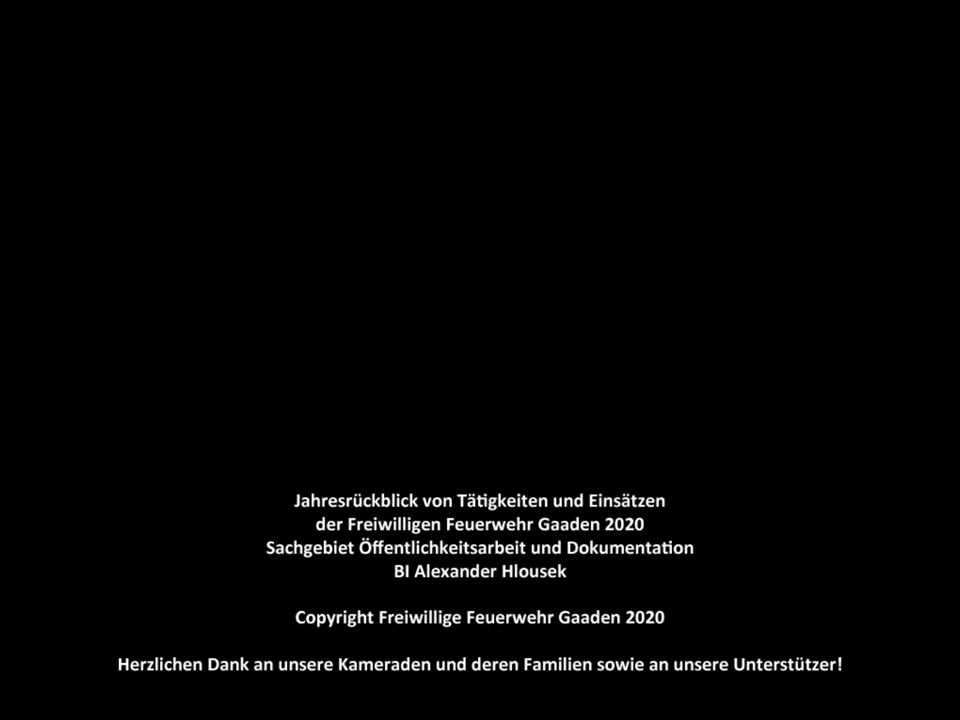 Jahresrückblick von Tätigkeiten und Einsätzen
der Freiwilligen Feuerwehr Gaaden 2020
Sachgebiet Öffentlichkeitsarbeit und Dokumentation
BI Alexander Hlousek
Copyright Freiwillige Feuerwehr Gaaden 2020
Herzlichen Dank an unsere Kameraden und deren Familien sowie an unsere Unterstützer!